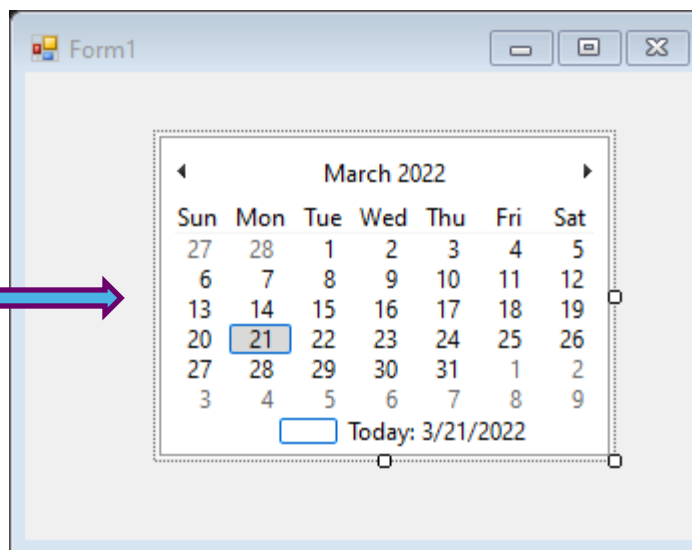 Form1
March 2022
Sun Mon Tue Wed Thu Fri Sat
27 28 1 2 3 4 5
6 7 8 9 10 11 12
13 14 15 16 17 18 19
20 21 22 23 24 25 26
27 28 29 30 31 1 2
3 4 5 6 7 8 9
Today: 3/21/2022